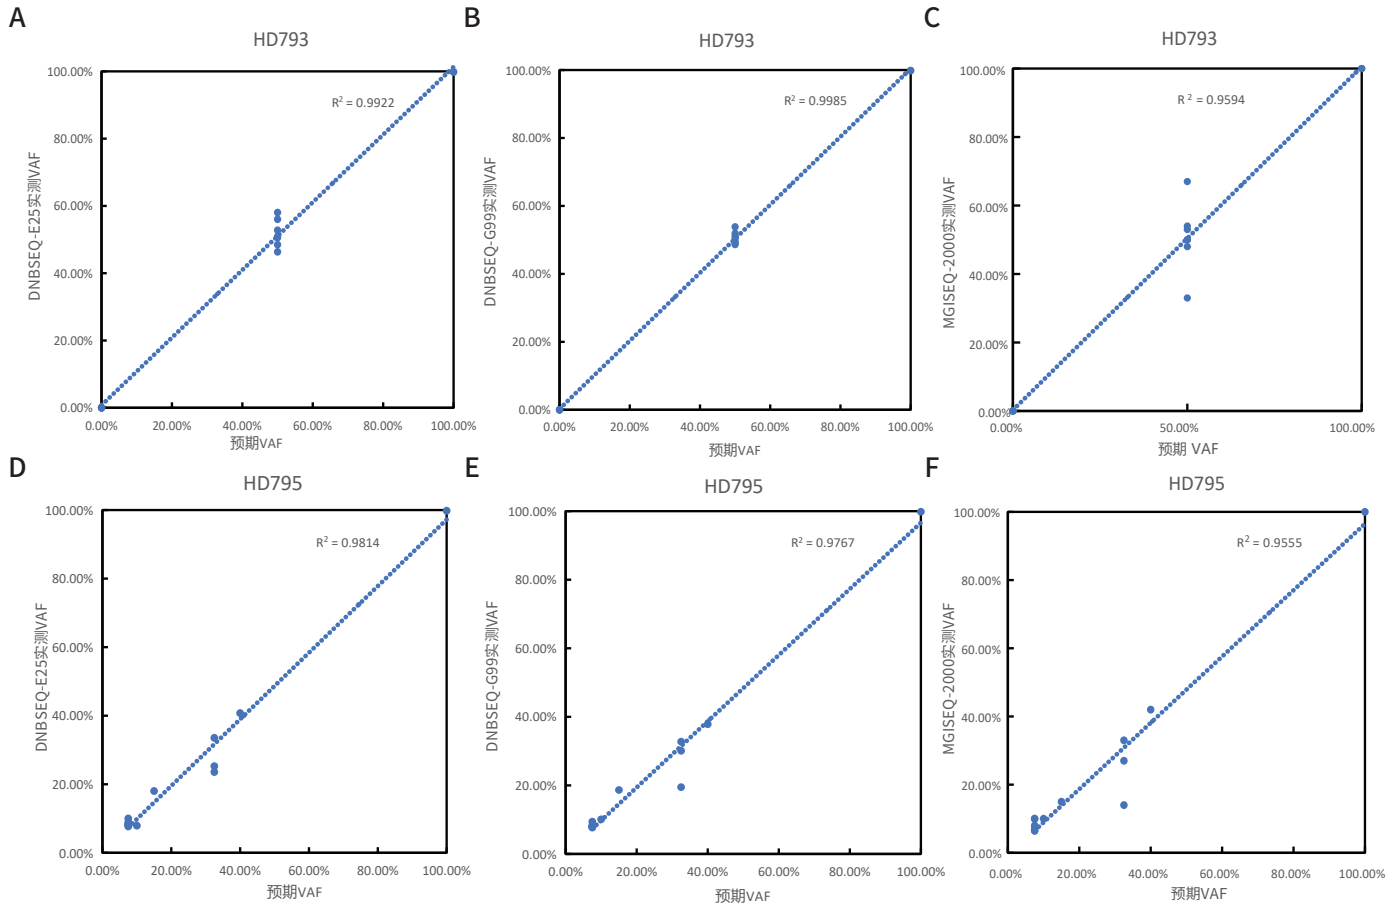 A
HD793
R² = 0.9922
100.00%
80.00%
60.00%
40.00%
20.00%
0.00%
DNBSEQ-E25实测VAF
0.00%
20.00%
40.00%
60.00%
80.00%
100.00%
预期VAF
B
HD793
R² = 0.9985
100.00%
80.00%
60.00%
40.00%
20.00%
0.00%
DNBSEQ-G99实测VAF
0.00%
20.00%
40.00%
60.00%
80.00%
100.00%
预期VAF
C
HD793
R ² = 0.9594
100.00%
80.00%
60.00%
40.00%
20.00%
0.00%
MGISEQ-2000实测VAF
0.00%
50.00%
100.00%
预期 VAF
D
HD795
R² = 0.9814
100.00%
80.00%
60.00%
40.00%
20.00%
0.00%
DNBSEQ-E25实测VAF
0.00%
20.00%
40.00%
60.00%
80.00%
100.00%
预期VAF
E
HD795
R² = 0.9767
100.00%
80.00%
60.00%
40.00%
20.00%
0.00%
DNBSEQ-G99实测VAF
0.00%
20.00%
40.00%
60.00%
80.00%
100.00%
预期VAF
F
HD795
R² = 0.9555
100.00%
80.00%
60.00%
40.00%
20.00%
0.00%
MGISEQ-2000实测VAF
0.00%
20.00%
40.00%
60.00%
80.00%
100.00%
预期VAF